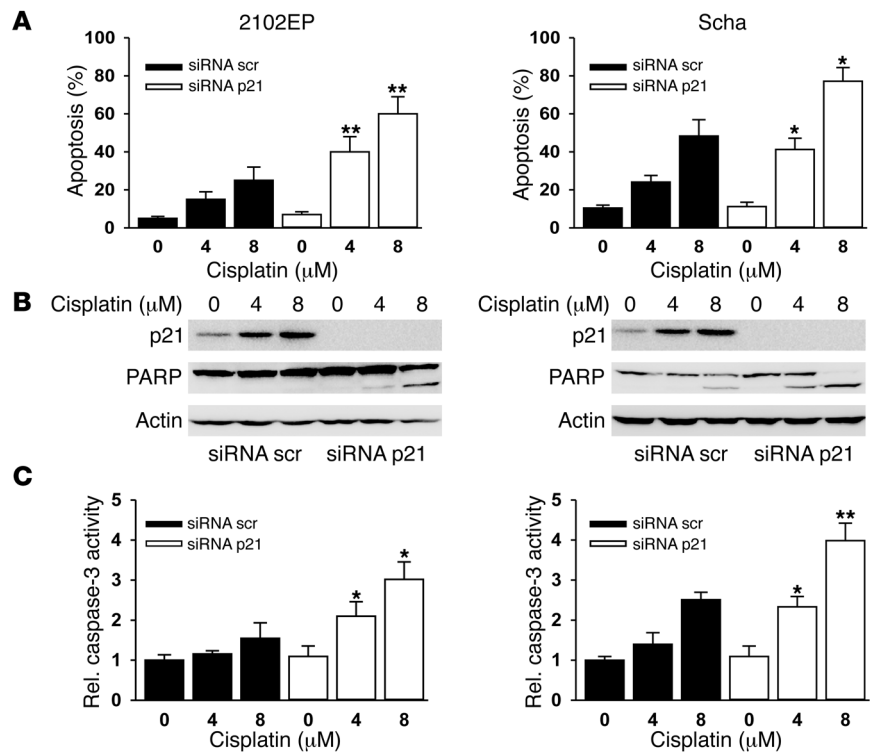 A
2102EP
Scha
Apoptosis (%)
100
80
60
40
20
0
siRNA scr
siRNA p21
**
**
0 4 8 0 4 8
Cisplatin (μM)
Apoptosis (%)
100
80
60
40
20
0
siRNA scr
siRNA p21
*
*
0 4 8 0 4 8
Cisplatin (μM)
B
Cisplatin (μM) 0 4 8 0 4 8
p21
PARP
Actin
siRNA scr siRNA p21
Cisplatin (μM) 0 4 8 0 4 8
p21
PARP
Actin
siRNA scr siRNA p21
C
Rel. caspase-3 activity
5
4
3
2
1
0
siRNA scr
siRNA p21
*
*
0 4 8 0 4 8
Cisplatin (μM)
Rel. caspase-3 activity
5
4
3
2
1
0
siRNA scr
siRNA p21
*
**
0 4 8 0 4 8
Cisplatin (μM)